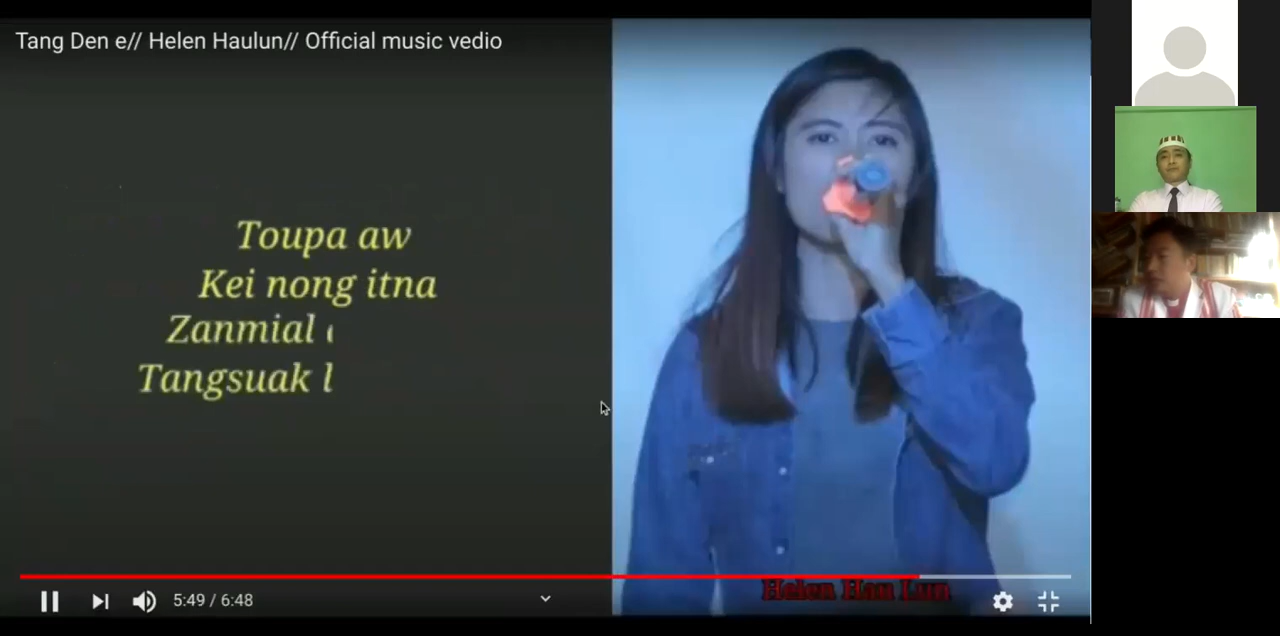 Tang Den e// Helen Haulun// Official music vedio
Toupa aw
Kei nong itna
Zanmial
Tangsuak l
Helen Hau Lun
5:49 / 6:48